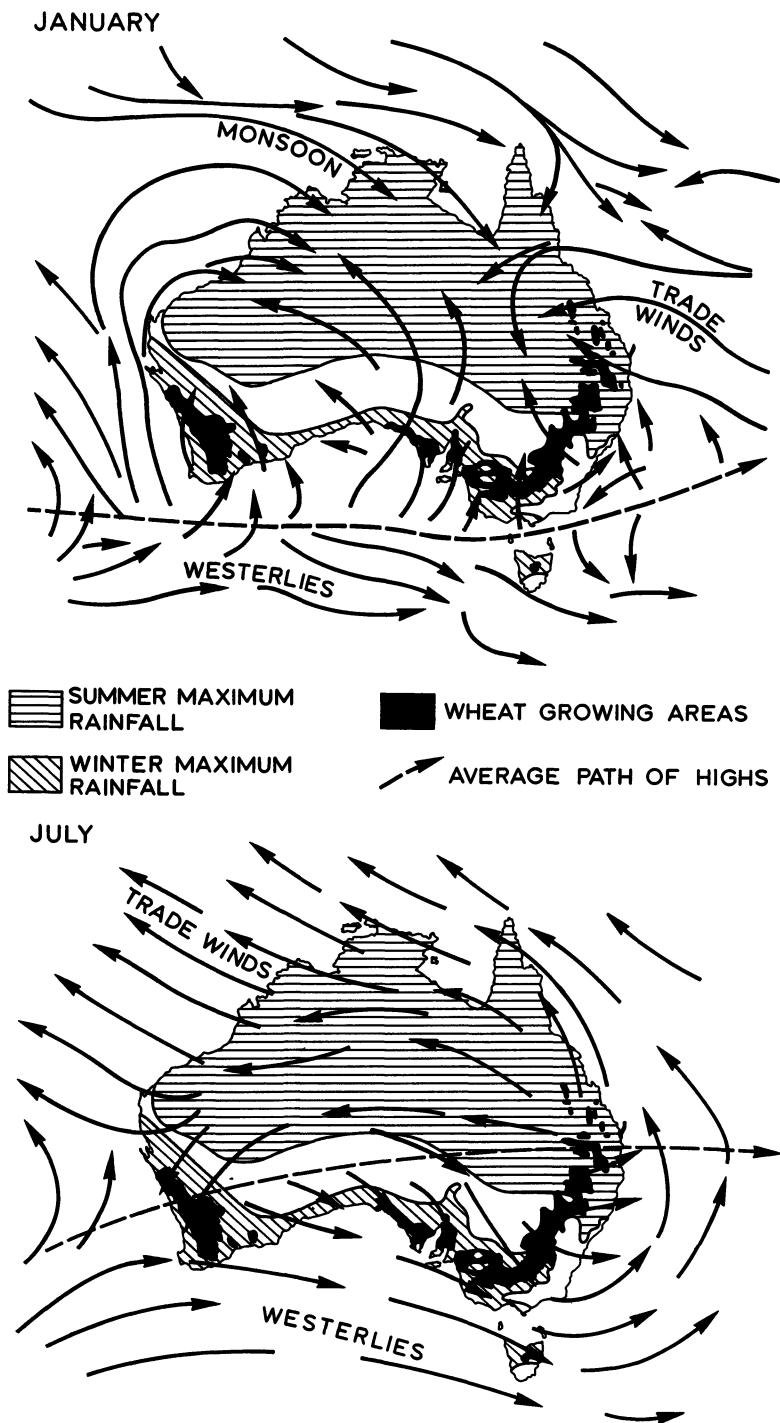 JANUARY
MONSOON
TRADE
WINDS
WESTERLIES
SUMMER MAXIMUM
RAINFALL
WHEAT GROWING AREAS
WINTER MAXIMUM
RAINFALL
AVERAGE PATH OF HIGHS
JULY
TRADE WINDS
WESTERLIES